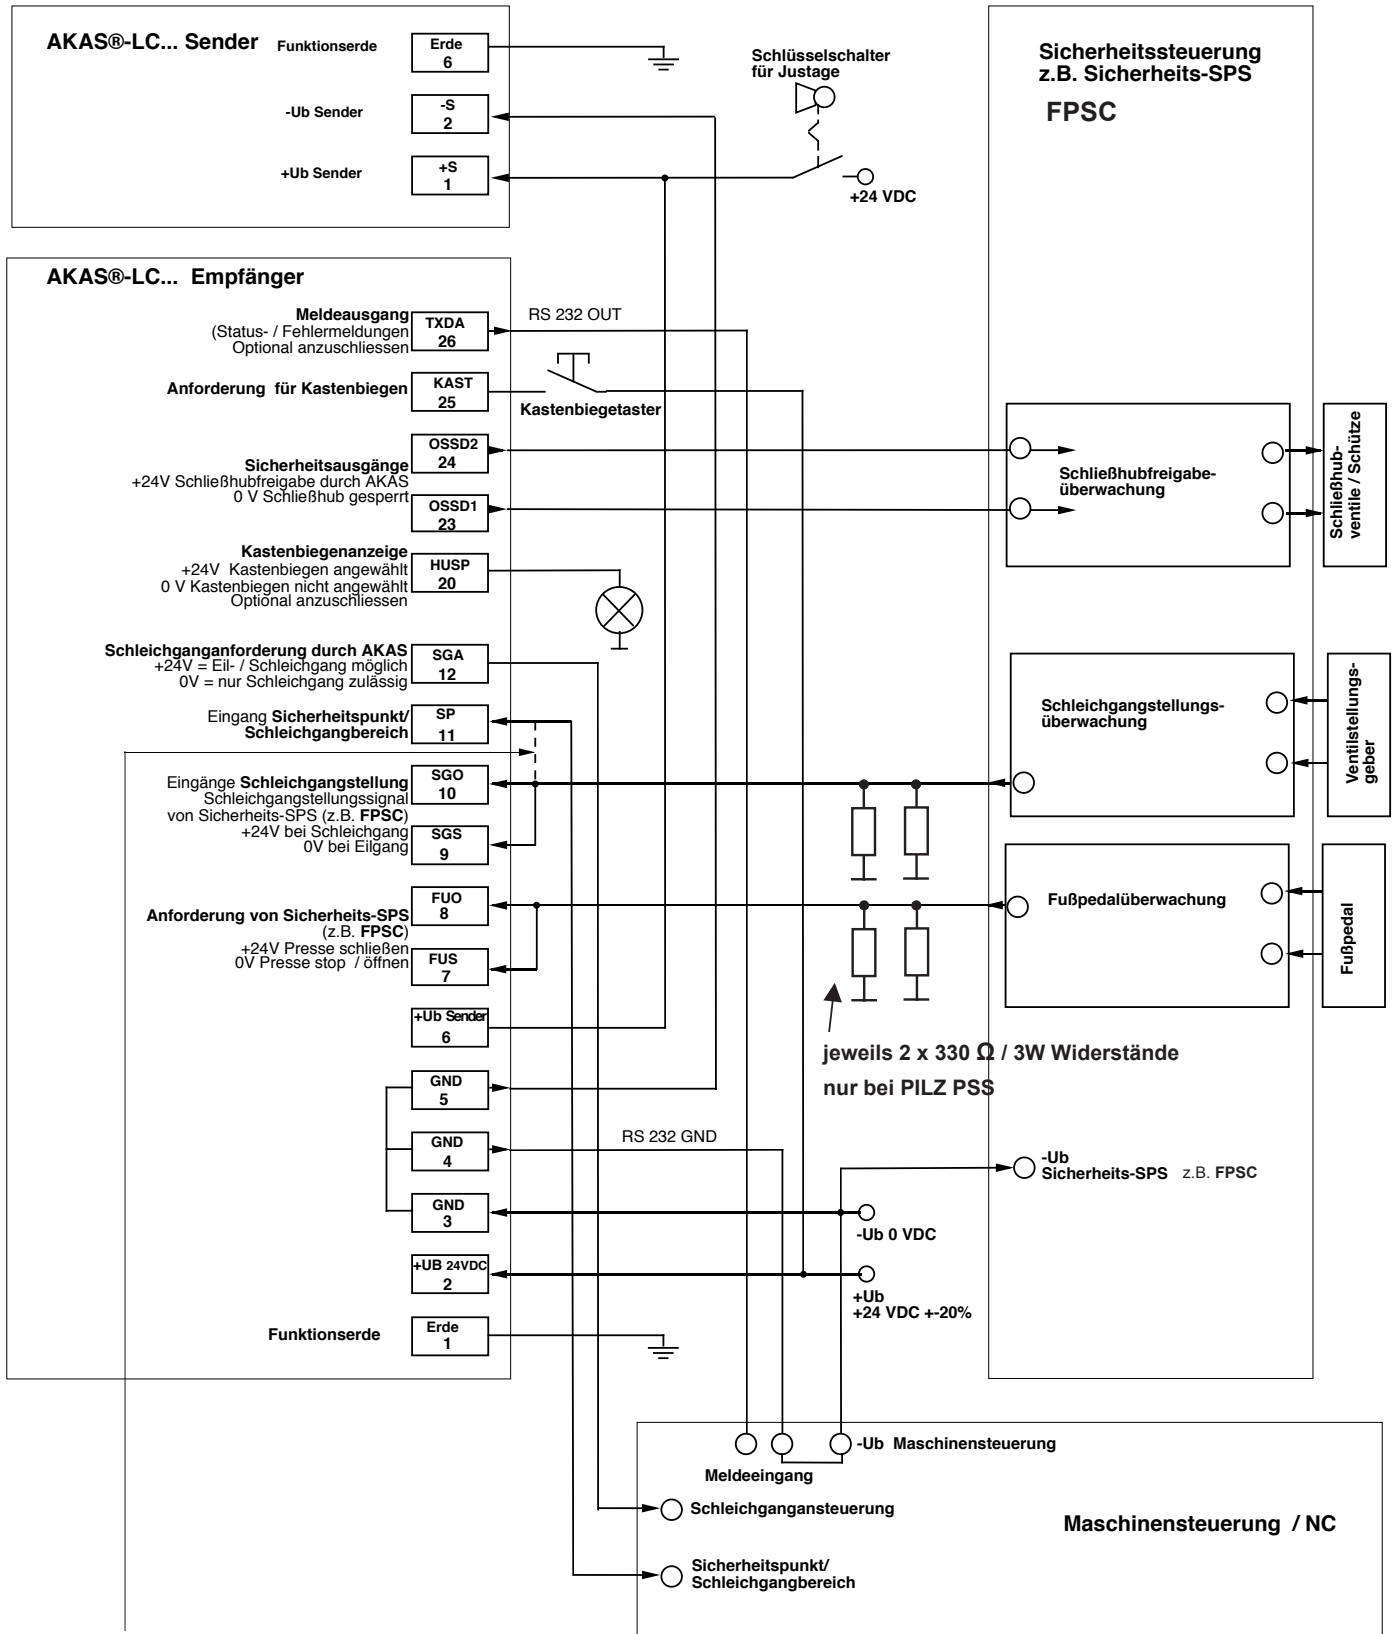 AKAS®-LC... Sender
Funktionserde
Erde
6
-Ub Sender
-S
2
+Ub Sender
+S
1
Schlüsselschalter
für Justage
+24 VDC
Sicherheitssteuerung
z.B. Sicherheits-SPS
FPSC
AKAS®-LC... Empfänger
Meldeausgang
(Status- / Fehlermeldungen
Optional anzuschliessen
TXDA
26
RS 232 OUT
Anforderung für Kastenbiegen
KAST
25
Kastenbiegetaster
OSSD2
24
Sicherheitsausgänge
+24V Schließhubfreigabe durch AKAS
0 V Schließhub gesperrt
OSSD1
23
Schließhubfreigabe-
überwachung
Schließhub-
ventile / Schütze
Kastenbiegenanzeige
+24V Kastenbiegen angewählt
0 V Kastenbiegen nicht angewählt
Optional anzuschliessen
HUSP
20
Schleichganganforderung durch AKAS
+24V = Eil- / Schleichgang möglich
0V = nur Schleichgang zulässig
SGA
12
Eingang Sicherheitspunkt/
Schleichgangbereich
SP
11
Schleichgangstellungs-
überwachung
Ventilstellungs-
geber
Eingänge Schleichgangstellung
Schleichgangstellungssignal
von Sicherheits-SPS (z.B. FPSC)
+24V bei Schleichgang
0V bei Eilgang
SGO
10
SGS
9
Anforderung von Sicherheits-SPS
(z.B. FPSC)
+24V Presse schließen
0V Presse stop / öffnen
FUO
8
FUS
7
Fußpedalüberwachung
Fußpedal
+Ub Sender
6
jeweils 2 x 330 Ω / 3W Widerstände
nur bei PILZ PSS
GND
5
GND
4
RS 232 GND
-Ub
Sicherheits-SPS z.B. FPSC
GND
3
-Ub 0 VDC
+UB 24VDC
2
+Ub
+24 VDC +-20%
Funktionserde
Erde
1
-Ub Maschinensteuerung
Meldeeingang
Schleichgangansteuerung
Maschinensteuerung / NC
Sicherheitspunkt/
Schleichgangbereich